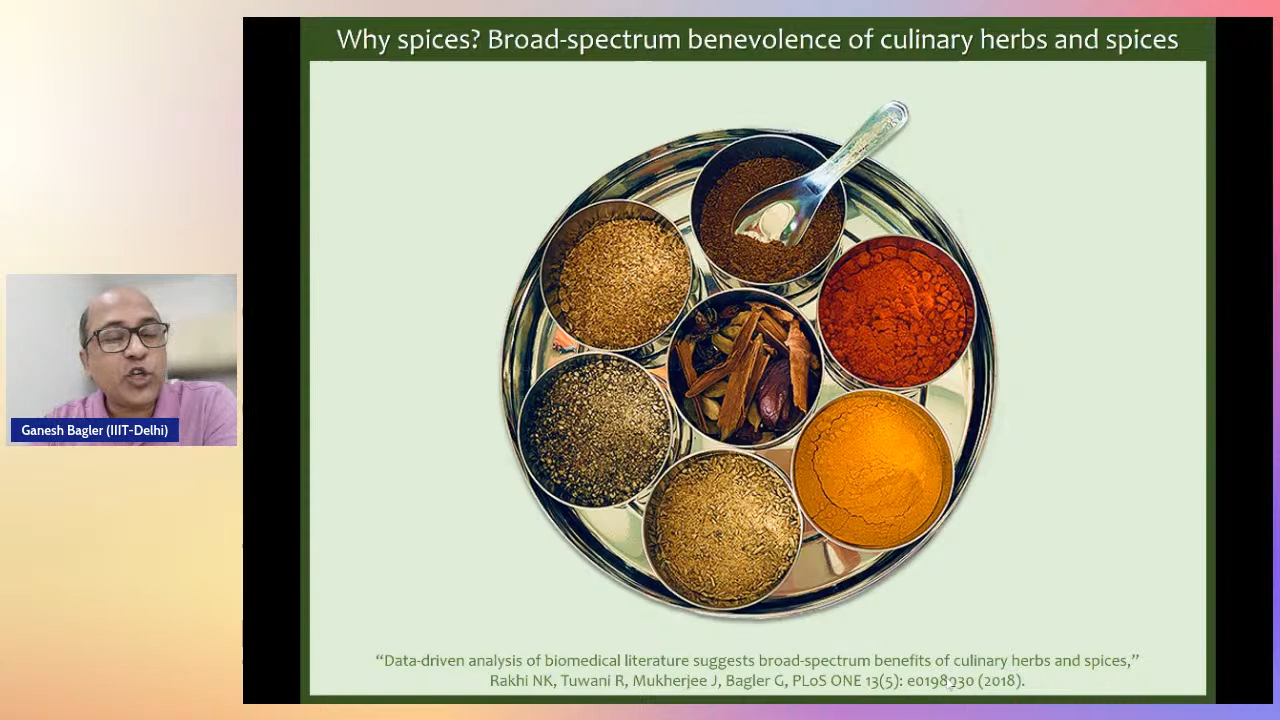 Why spices? Broad-spectrum benevolence of culinary herbs and spices
Ganesh Bagler (IIIT-Delhi)
“Data-driven analysis of biomedical literature suggests broad-spectrum benefits of culinary herbs and spices,”
Rakhi NK, Tuwani R, Mukherjee J, Bagler G, PLoS ONE 13(5): e0198030 (2018).